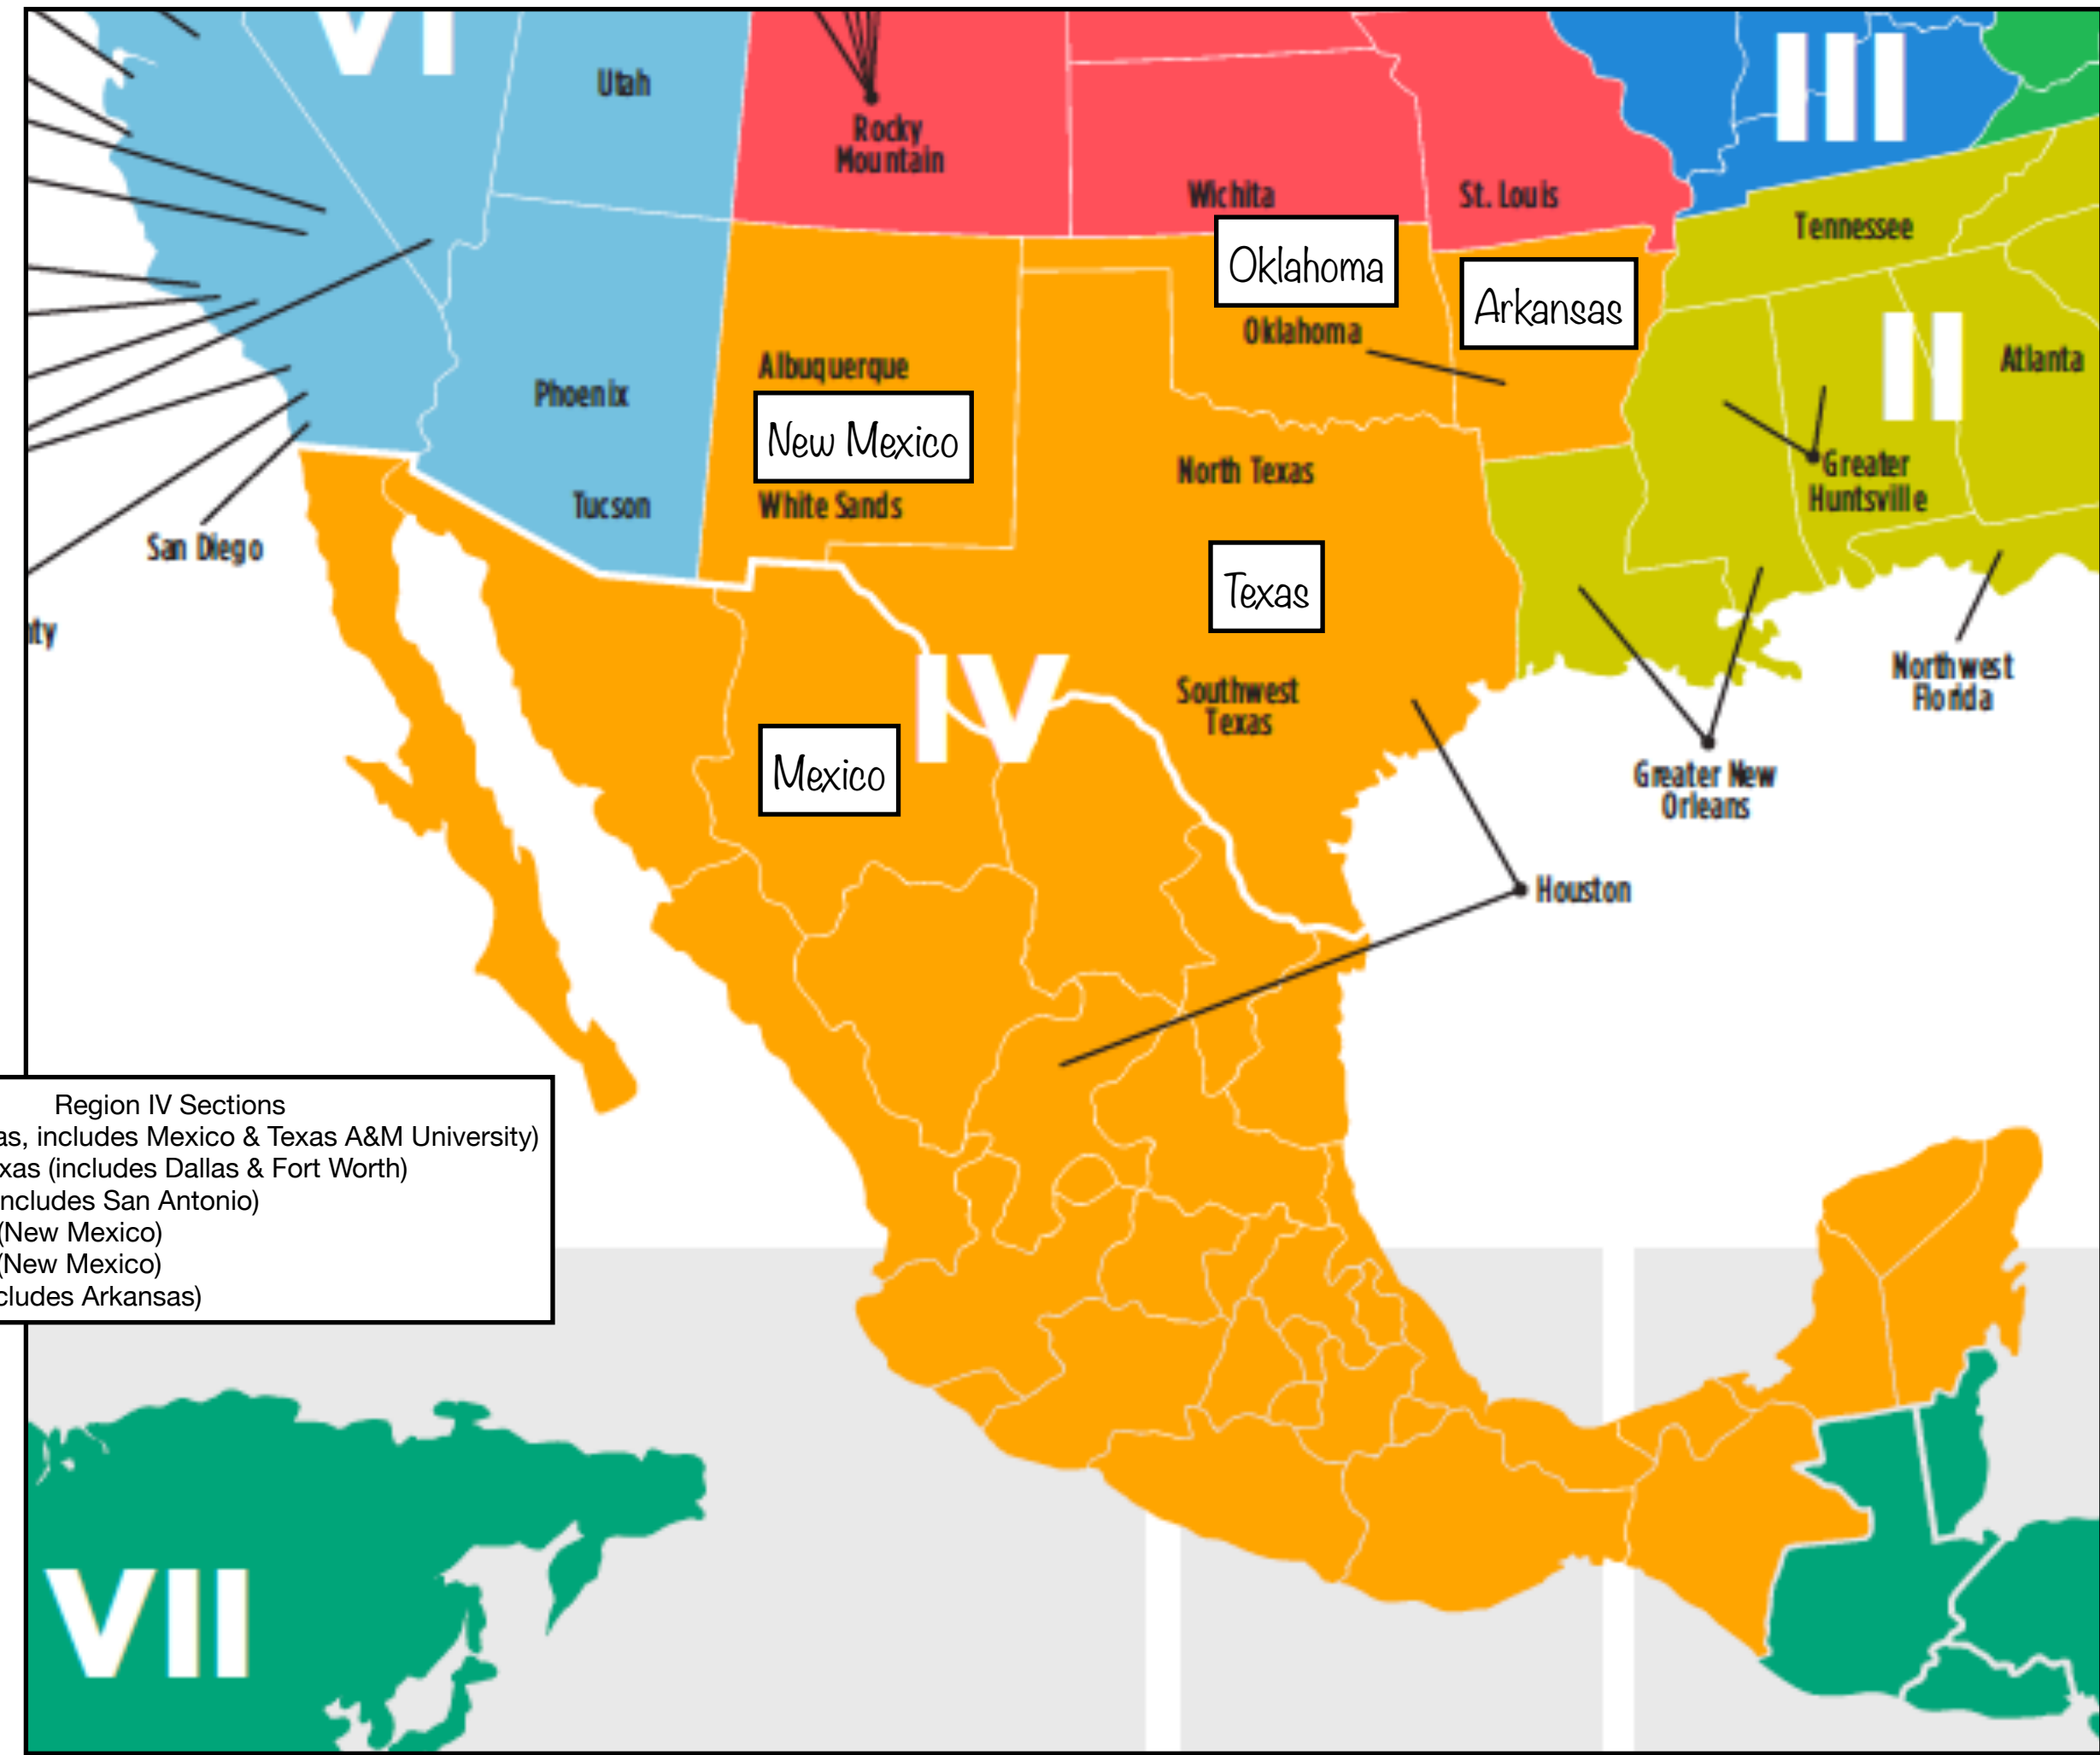 VI
III
Utah
Rocky
Mountain
Wichita
St. Louis
Tennessee
Oklahoma
Arkansas
Oklahoma
II
Atlanta
Albuquerque
Phoenix
New Mexico
North Texas
Greater
Huntsville
White Sands
Tucson
San Diego
Texas
nty
Northwest
Florida
IV
Southwest
Texas
Mexico
Greater New
Orleans
Houston
Region IV Sections
as, includes Mexico & Texas A&M University)
xas (includes Dallas & Fort Worth)
ncludes San Antonio)
(New Mexico)
(New Mexico)
cludes Arkansas)
VII